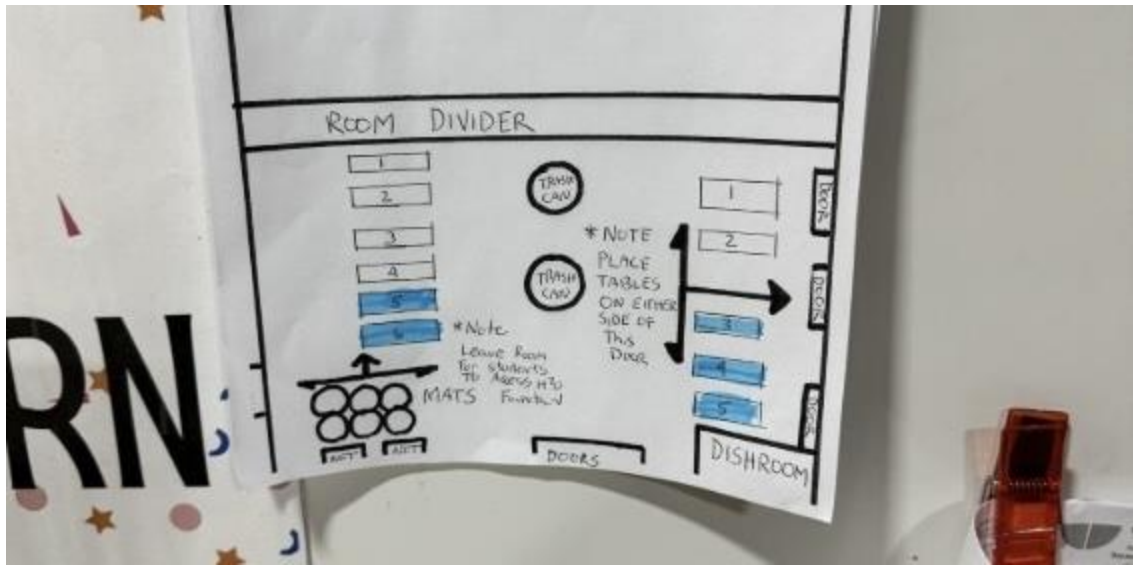 ROOM DIVIDER
1
2
3
4
5
6
TRASH
CAN
TRASH
CAN
* NOTE
PLACE
TABLES
ON EITHER
SIDE OF
This
DOOR
1
2
3
4
5
DOOR
DOOR
DOOR
*Note
Leave Room
for students
To Access H2O
Fountain
MATS
NET
NET
DOORS
DISHROOM
RN